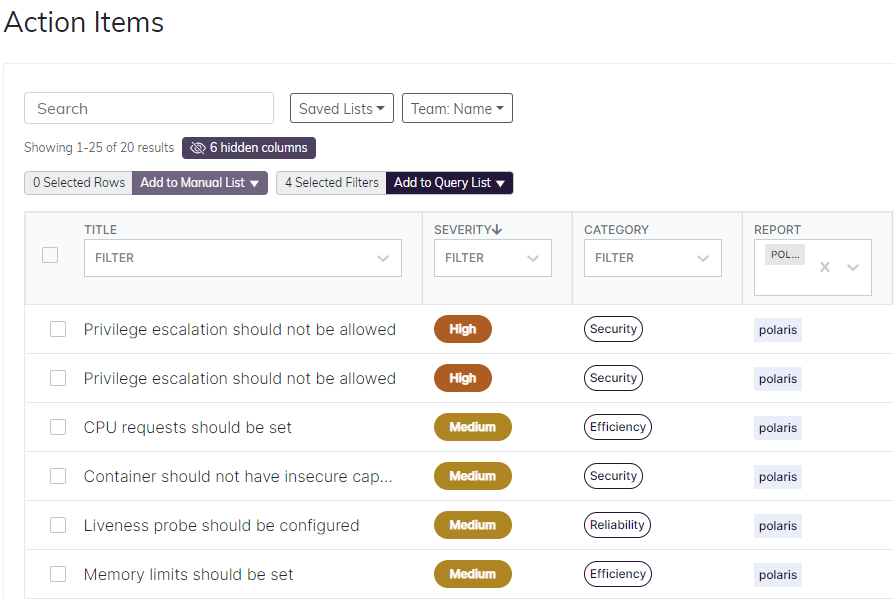 Action Items
Search
Saved Lists
Team: Name
Showing 1-25 of 20 results
6 hidden columns
0 Selected Rows
Add to Manual List
4 Selected Filters
Add to Query List
TITLE SEVERITY CATEGORY REPORT
FILTER FILTER FILTER POL...
Privilege escalation should not be allowed High Security polaris
Privilege escalation should not be allowed High Security polaris
CPU requests should be set Medium Efficiency polaris
Container should not have insecure cap... Medium Security polaris
Liveness probe should be configured Medium Reliability polaris
Memory limits should be set Medium Efficiency polaris